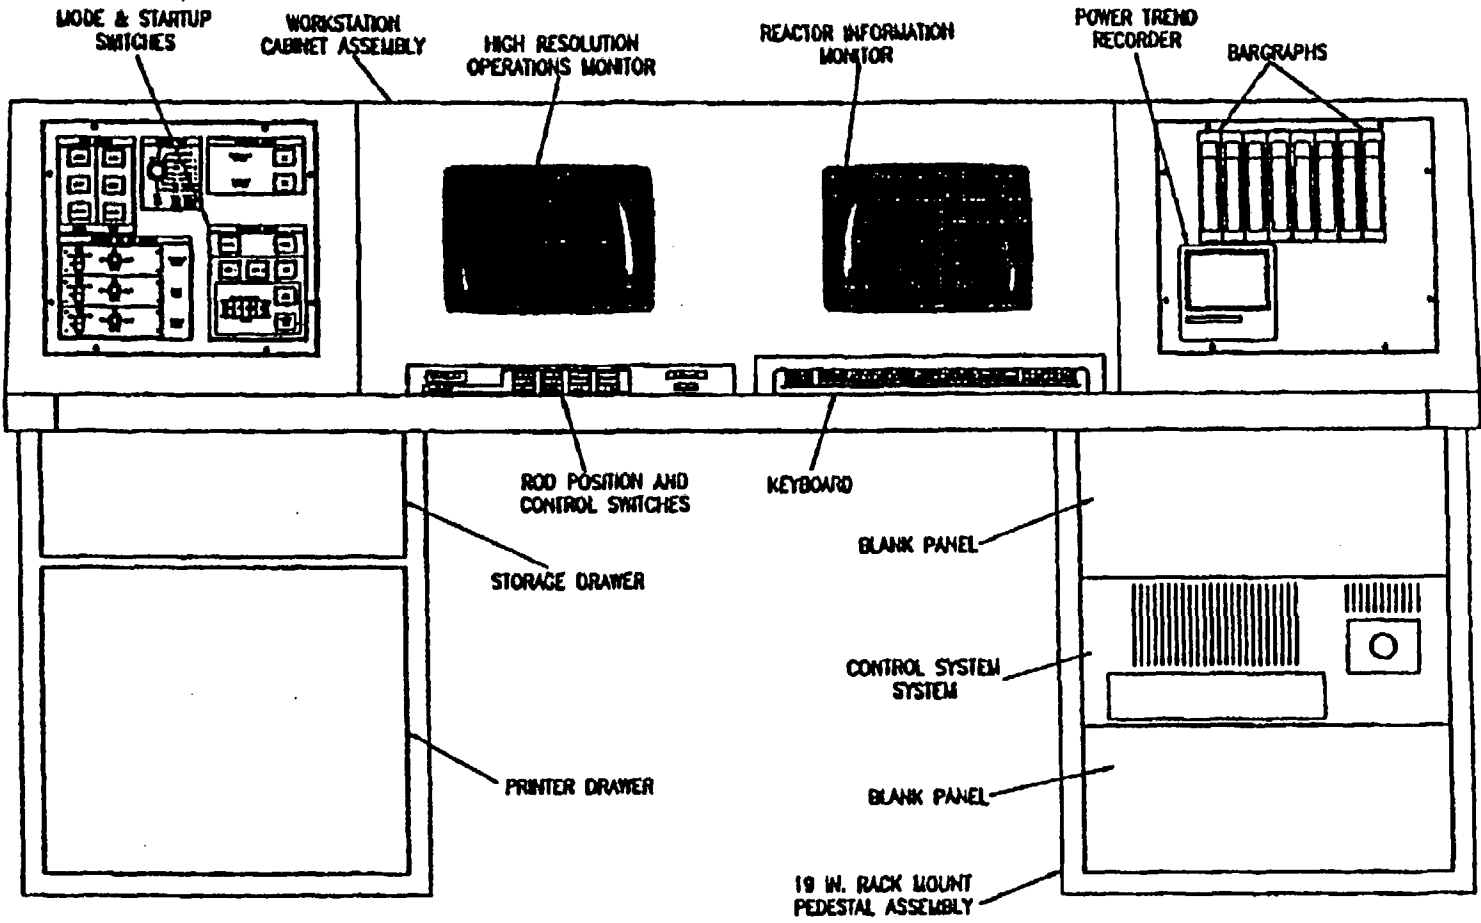 MODE & STARTUP
SWITCHES
WORKSTATION
CABINET ASSEMBLY
HIGH RESOLUTION
OPERATIONS MONITOR
REACTOR INFORMATION
MONITOR
POWER TREND
RECORDER
BARGRAPHS
ROD POSITION AND
CONTROL SWITCHES
KEYBOARD
BLANK PANEL
STORAGE DRAWER
CONTROL SYSTEM
SYSTEM
PRINTER DRAWER
BLANK PANEL
19 IN. RACK MOUNT
PEDESTAL ASSEMBLY